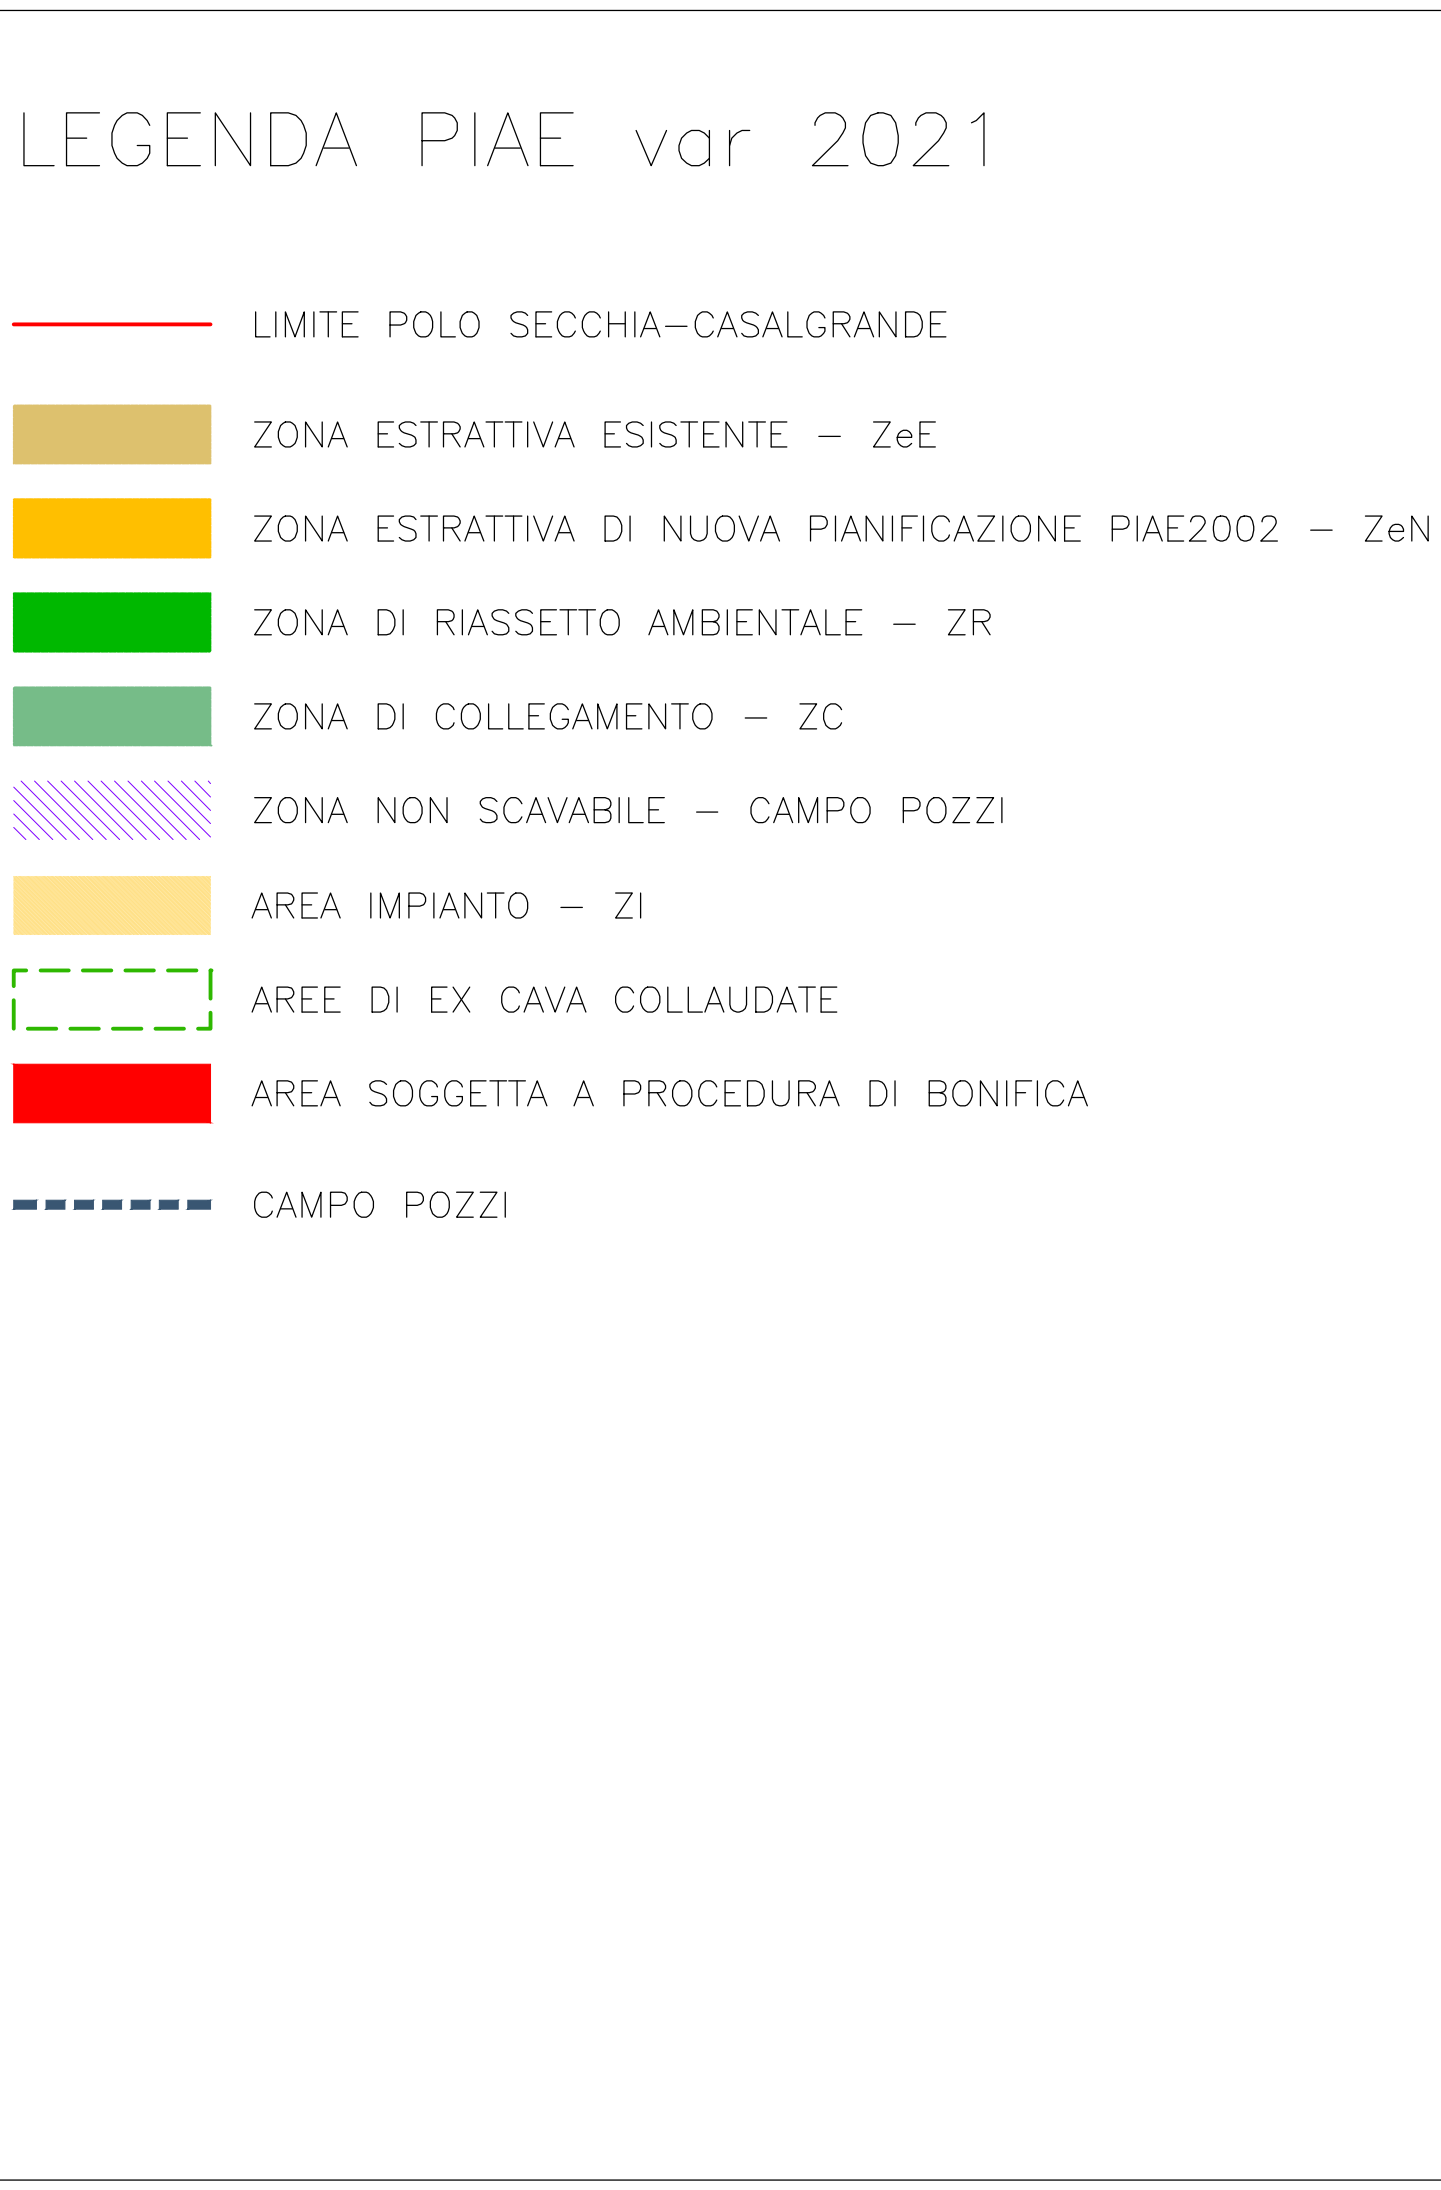 LEGENDA PIAE var 2021
LIMITE POLO SECCHIA-CASALGRANDE
ZONA ESTRATTIVA ESISTENTE - ZeE
ZONA ESTRATTIVA DI NUOVA PIANIFICAZIONE PIAE2002 - ZeN
ZONA DI RIASSETTO AMBIENTALE - ZR
ZONA DI COLLEGAMENTO - ZC
ZONA NON SCAVABILE - CAMPO POZZI
AREA IMPIANTO - ZI
AREE DI EX CAVA COLLAUDATE
AREA SOGGETTA A PROCEDURA DI BONIFICA
CAMPO POZZI